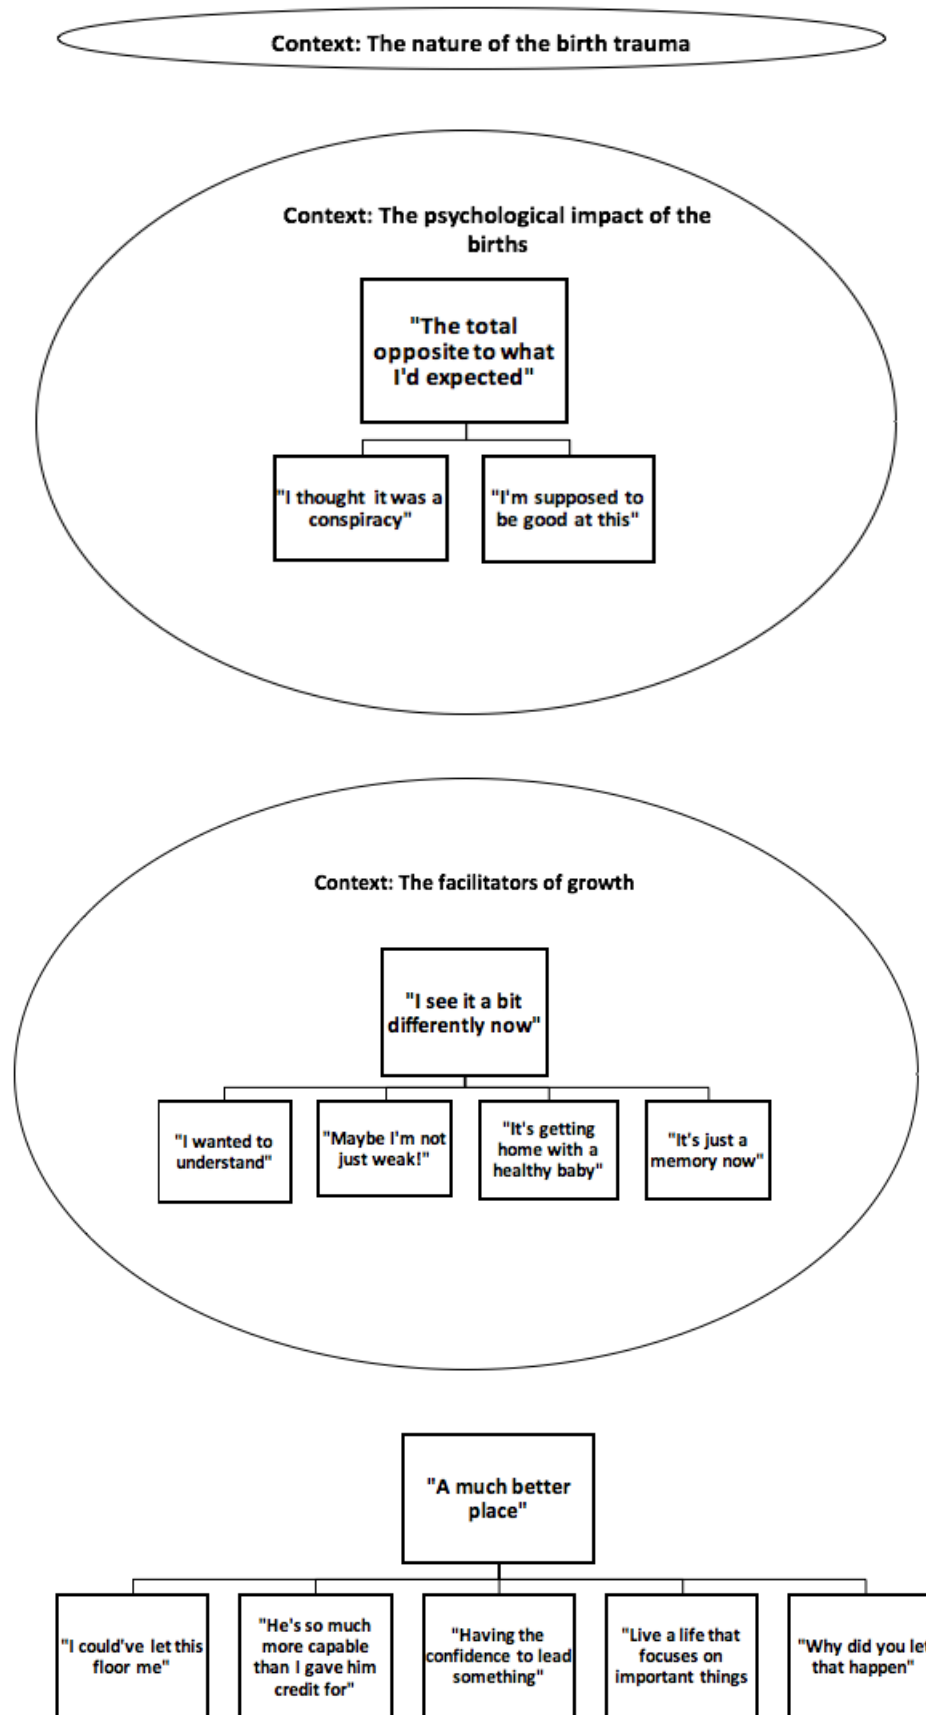 Context: The nature of the birth trauma
Context: The psychological impact of the
births
"The total
opposite to what
I'd expected"
"I thought it was a
conspiracy"
"I'm supposed to
be good at this"
Context: The facilitators of growth
"I see it a bit
differently now"
"I wanted to
understand"
"Maybe I'm not
just weak!"
"It's getting
home with a
healthy baby"
"It's just a
memory now"
"A much better
place"
"I could've let this
floor me"
"He's so much
more capable
than I gave him
credit for"
"Having the
confidence to lead
something"
"Live a life that
focuses on
important things
"Why did you let
that happen"